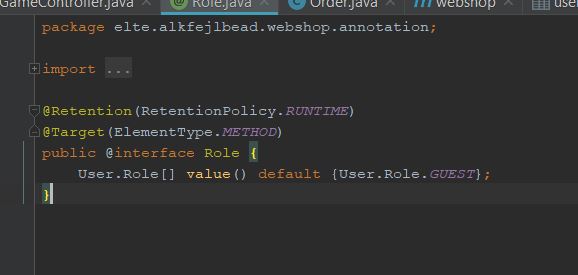 GameController.java × Role.java × Order.java × webshop × user
package elte.alkfejlbead.webshop.annotation;
import ...
@Retention(RetentionPolicy.RUNTIME)
@Target(ElementType.METHOD)
public @interface Role {
User.Role[] value() default {User.Role.GUEST};
}